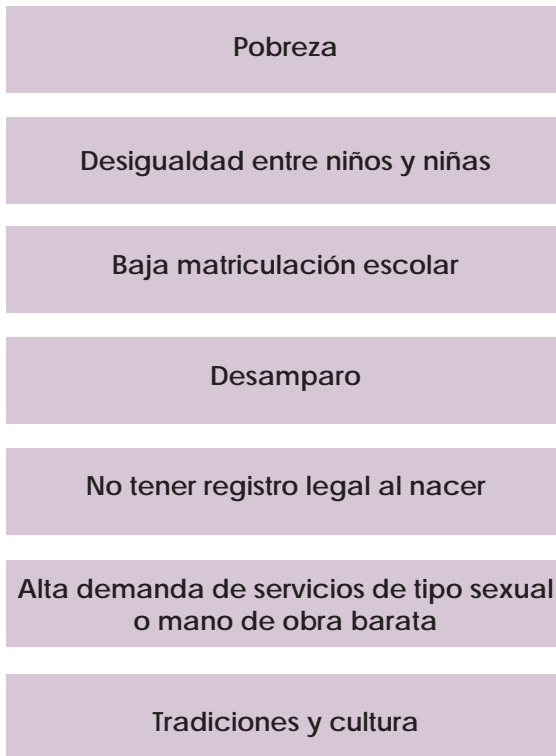 Pobreza
Desigualdad entre niños y niñas
Baja matriculación escolar
Desamparo
No tener registro legal al nacer
Alta demanda de servicios de tipo sexual
o mano de obra barata
Tradiciones y cultura